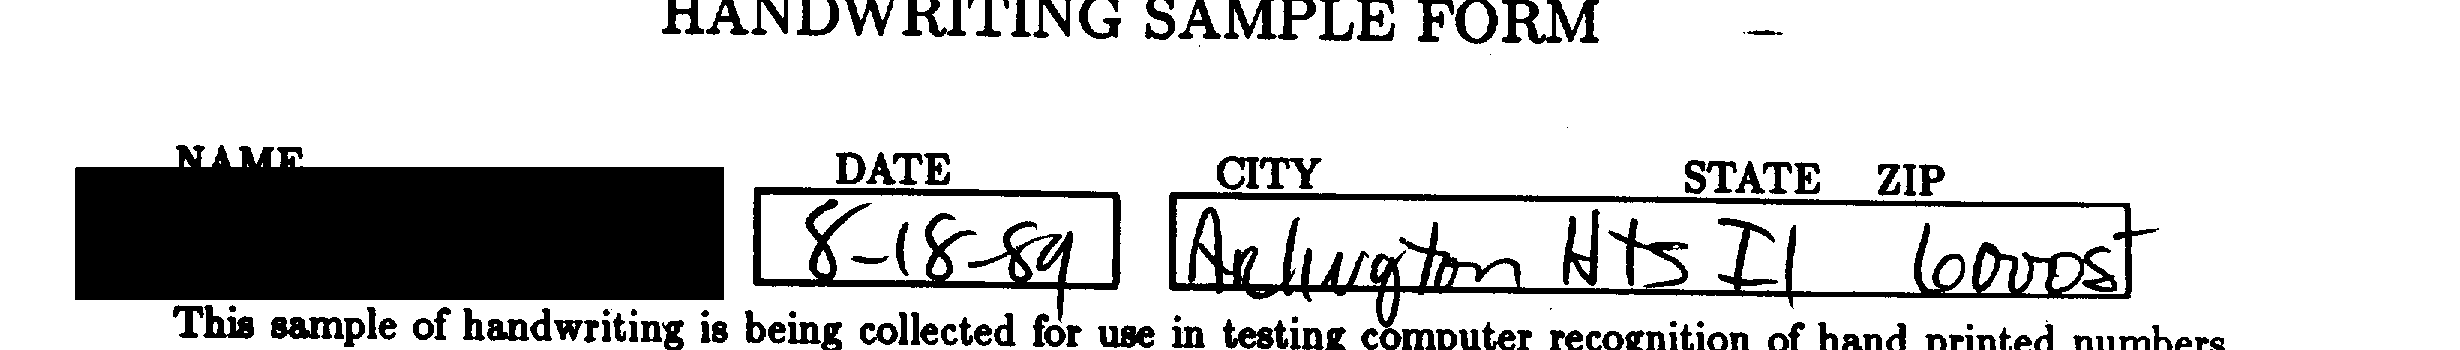 HANDWRITING SAMPLE FORM
NAME DATE CITY STATE ZIP
8-18-89 Arlington Hts Il 60005
This sample of handwriting is being collected for use in testing computer recognition of hand printed numbers